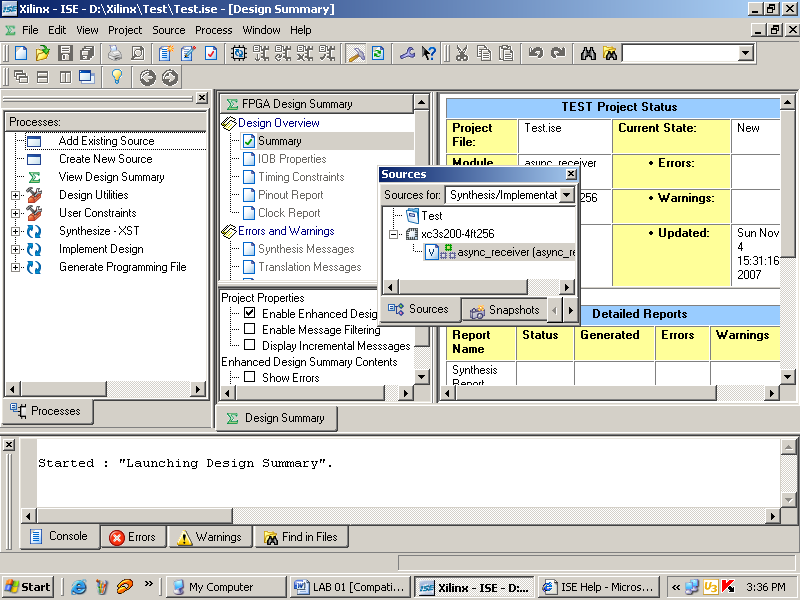 Xilinx - ISE - D:\Xilinx\Test\Test.ise - [Design Summary]
File Edit View Project Source Process Window Help
Processes:
Add Existing Source
Create New Source
View Design Summary
Design Utilities
User Constraints
Synthesize - XST
Implement Design
Generate Programming File
Processes
FPGA Design Summary
Design Overview
Summary
IOB Properties
Timing Constraints
Pinout Report
Clock Report
Errors and Warnings
Synthesis Messages
Translation Messages
Project Properties
Enable Enhanced Desig
Enable Message Filtering
Display Incremental Messsages
Enhanced Design Summary Contents
Show Errors
Design Summary
Sources
Sources for: Synthesis/Implementat
Test
xc3s200-4ft256
V async_receiver (async_re
Sources Snapshots
TEST Project Status
Project File: Test.ise Current State: New
Module async_receiver • Errors:
256 • Warnings:
• Updated: Sun Nov 4 15:31:16 2007
Detailed Reports
Report Name Status Generated Errors Warnings
Synthesis Report
Started : "Launching Design Summary".
Console Errors Warnings Find in Files
Start » My Computer LAB 01 [Compati... Xilinx - ISE - D:... ISE Help - Micros... « 3:36 PM